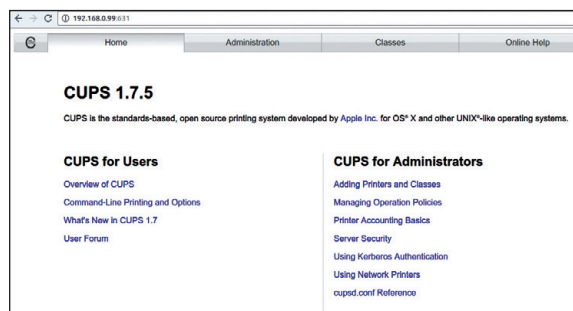 192.168.0.99:631
Home Administration Classes Online Help
CUPS 1.7.5
CUPS is the standards-based, open source printing system developed by Apple Inc. for OS® X and other UNIX®-like operating systems.
CUPS for Users
Overview of CUPS
Command-Line Printing and Options
What's New in CUPS 1.7
User Forum
CUPS for Administrators
Adding Printers and Classes
Managing Operation Policies
Printer Accounting Basics
Server Security
Using Kerberos Authentication
Using Network Printers
cupsd.conf Reference